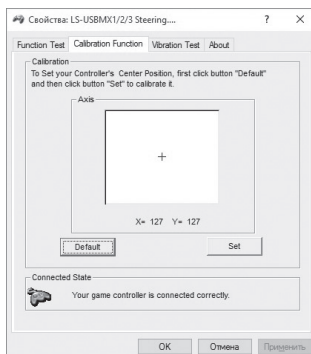 Свойства: LS-USBMX1/2/3 Steering....
?
X
Function Test
Calibration Function
Vibration Test
About
Calibration
To Set your Controller's Center Position, first click button "Default"
and then click button "Set" to calibrate it.
Axis
X= 127 Y= 127
Default
Set
Connected State
Your game controller is connected correctly.
OK
Отмена
Применить